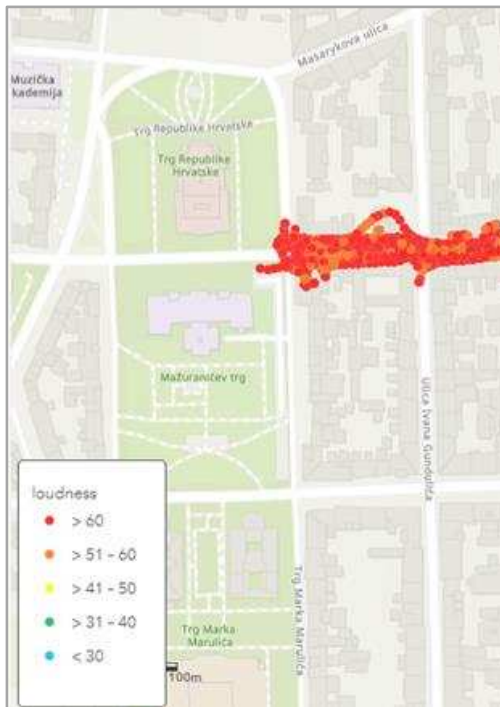 Masarykova ulica
Muzička
kademija
Trg Republike Hrvatske
Trg Republike
Hrvatske
Mažuranićev trg
Ulica Ivana Gundulića
loudness
> 60
> 51 - 60
> 41 - 50
> 31 - 40
< 30
Trg Marka Marulića
Trg Marka
Marulića
100m